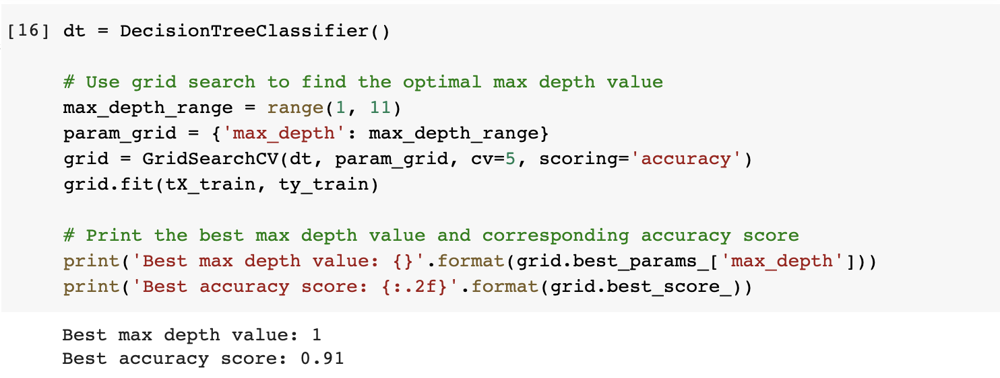 [16] dt = DecisionTreeClassifier()
# Use grid search to find the optimal max depth value
max_depth_range = range(1, 11)
param_grid = {'max_depth': max_depth_range}
grid = GridSearchCV(dt, param_grid, cv=5, scoring='accuracy')
grid.fit(tX_train, ty_train)
# Print the best max depth value and corresponding accuracy score
print('Best max depth value: {}'.format(grid.best_params_['max_depth']))
print('Best accuracy score: {:.2f}'.format(grid.best_score_))
Best max depth value: 1
Best accuracy score: 0.91